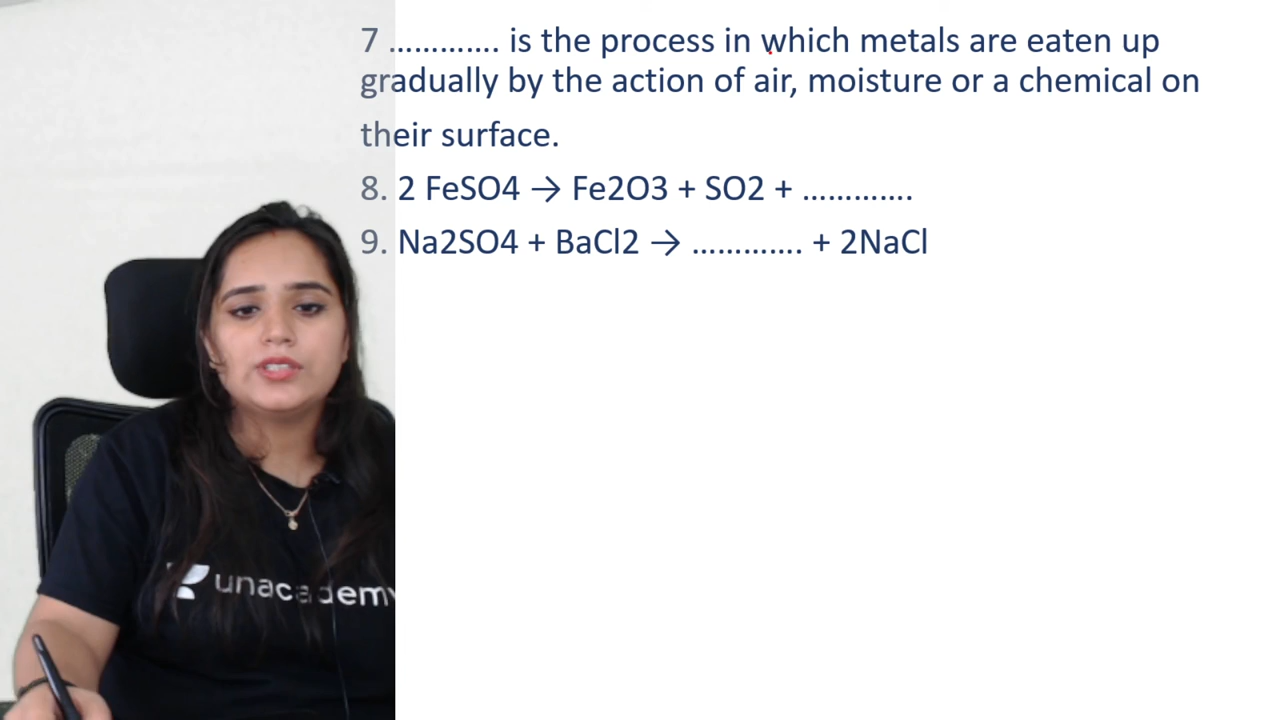 7 …………. is the process in which metals are eaten up
gradually by the action of air, moisture or a chemical on
their surface.
8. 2 FeSO4 → Fe2O3 + SO2 + ………….
9. Na2SO4 + BaCl2 → …………. + 2NaCl
unacademy